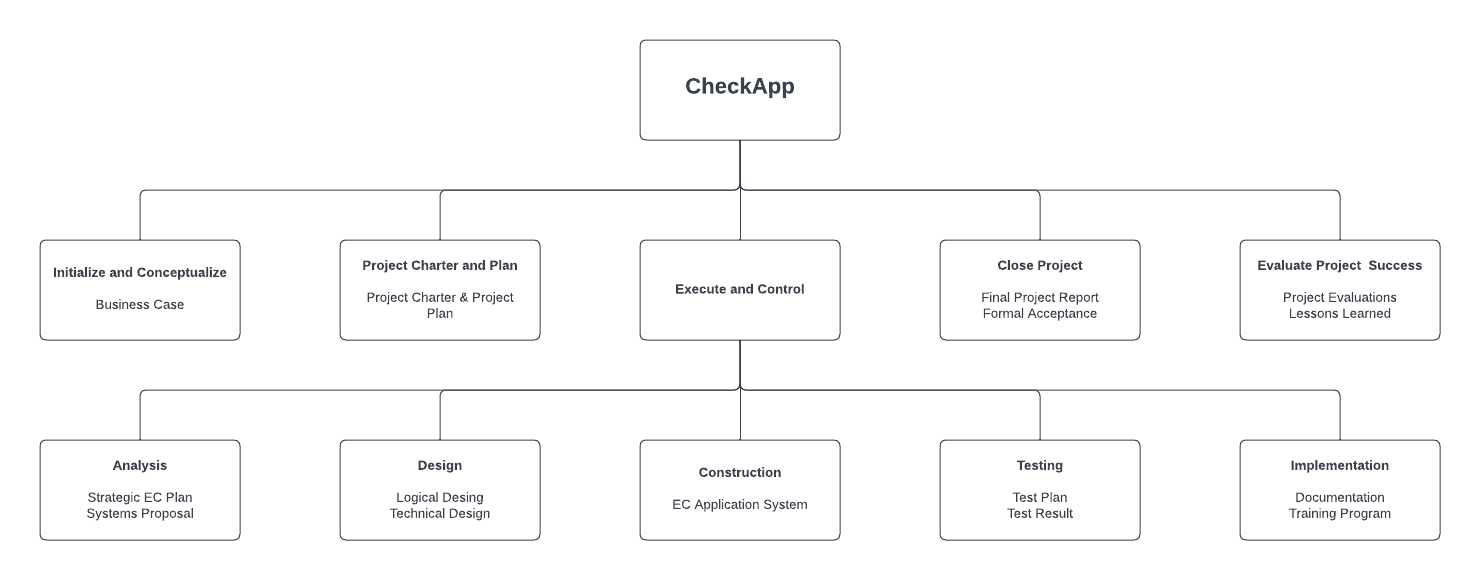 CheckApp
Initialize and Conceptualize
Business Case
Project Charter and Plan
Project Charter & Project
Plan
Execute and Control
Close Project
Final Project Report
Formal Acceptance
Evaluate Project  Success
Project Evaluations
Lessons Learned
Analysis
Strategic EC Plan
Systems Proposal
Design
Logical Desing
Technical Design
Construction
EC Application System
Testing
Test Plan
Test Result
Implementation
Documentation
Training Program